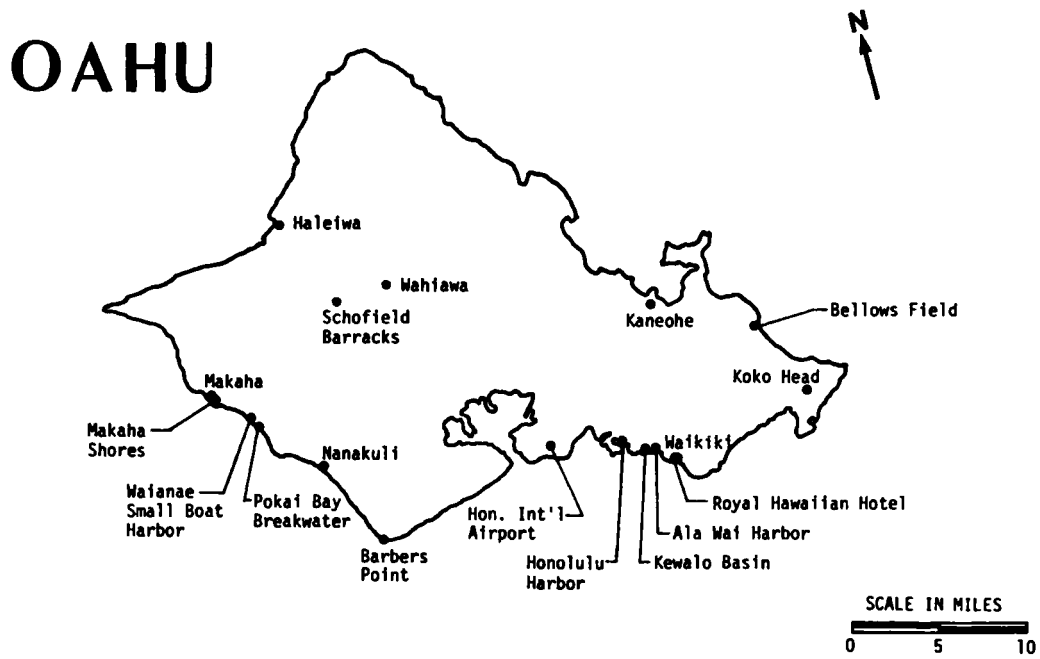 N
OAHU
Haleiwa
Wahiawa
Schofield
Barracks
Kaneohe
Bellows Field
Koko Head
Makaha
Makaha
Shores
Waikiki
Nanakuli
Waianae
Small Boat
Harbor
Pokai Bay
Breakwater
Royal Hawaiian Hotel
Hon. Int'l
Airport
Ala Wai Harbor
Barbers
Point
Honolulu
Harbor
Kewalo Basin
SCALE IN MILES
0 5 10